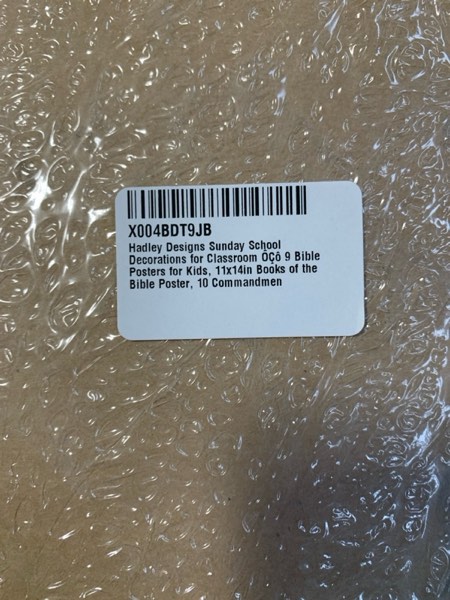 X004BDT9JB
Hadley Designs Sunday School
Decorations for Classroom ÔÇô 9 Bible
Posters for Kids, 11x14in Books of the
Bible Poster, 10 Commandmen